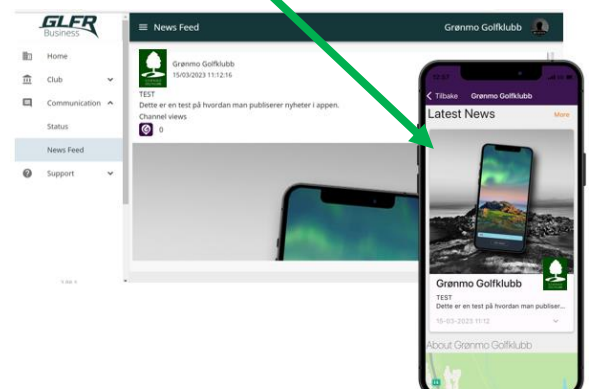 GLFR
Business
News Feed
Grønmo Golfklubb
Home
Club
Communication
Status
News Feed
Support
Grønmo Golfklubb
15/03/2023 11:12:16
TEST
Dette er en test på hvordan man publiserer nyheter i appen.
Channel views
0
Tilbake
Grønmo Golfklubb
Latest News
More
Grønmo Golfklubb
TEST
Dette er en test på hvordan man publiser...
15-03-2023 11:12
About Grønmo Golfklubb